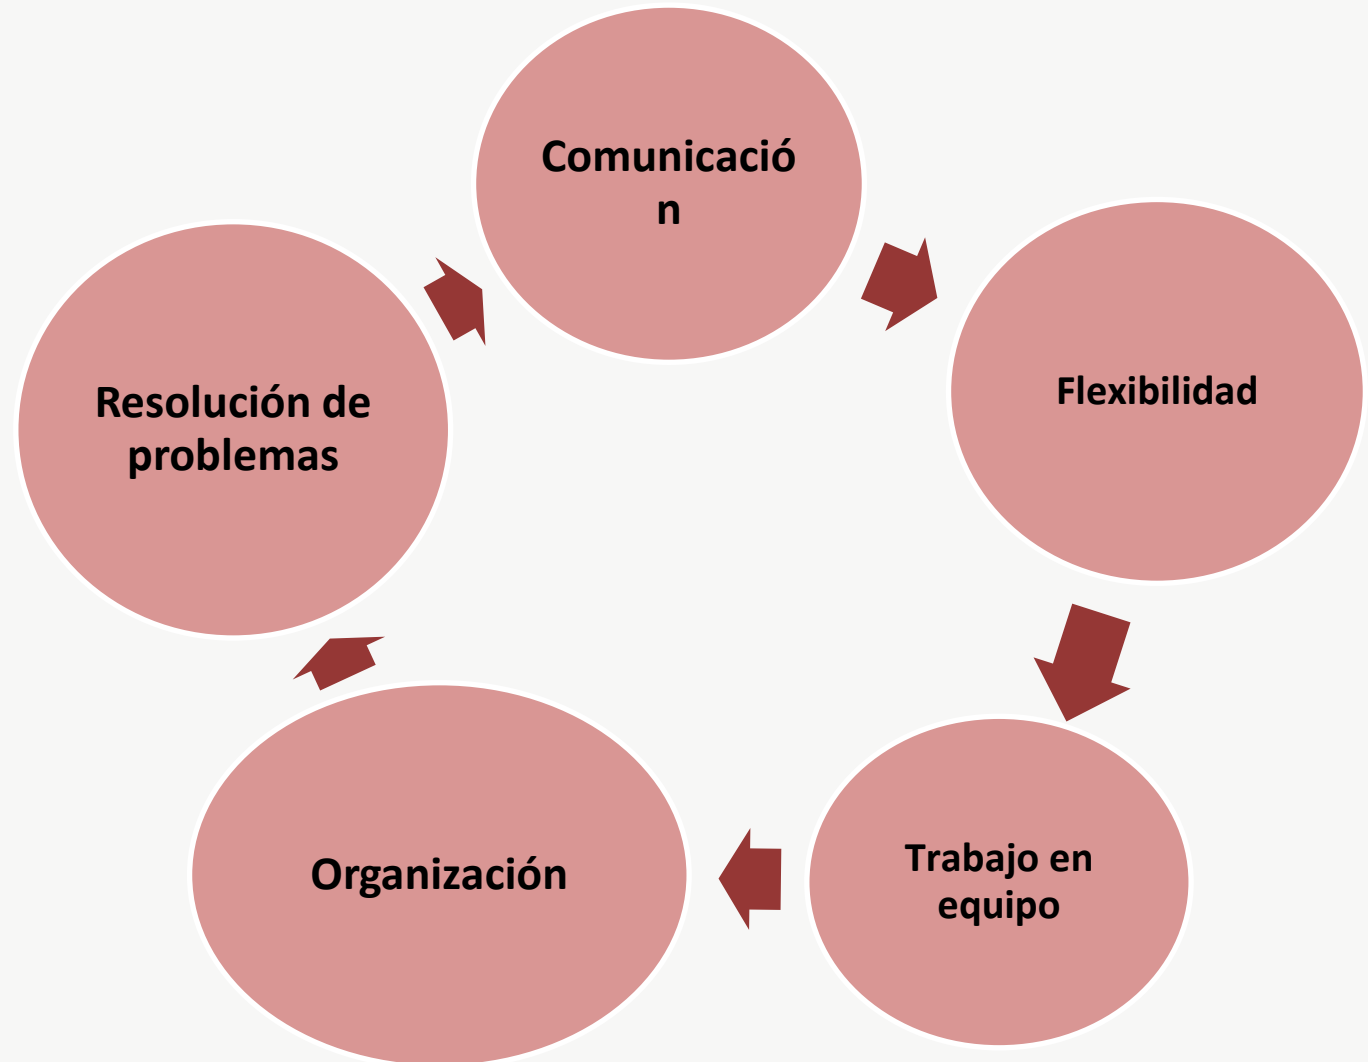 Comunicació
n
Flexibilidad
Trabajo en
equipo
Organización
Resolución de
problemas